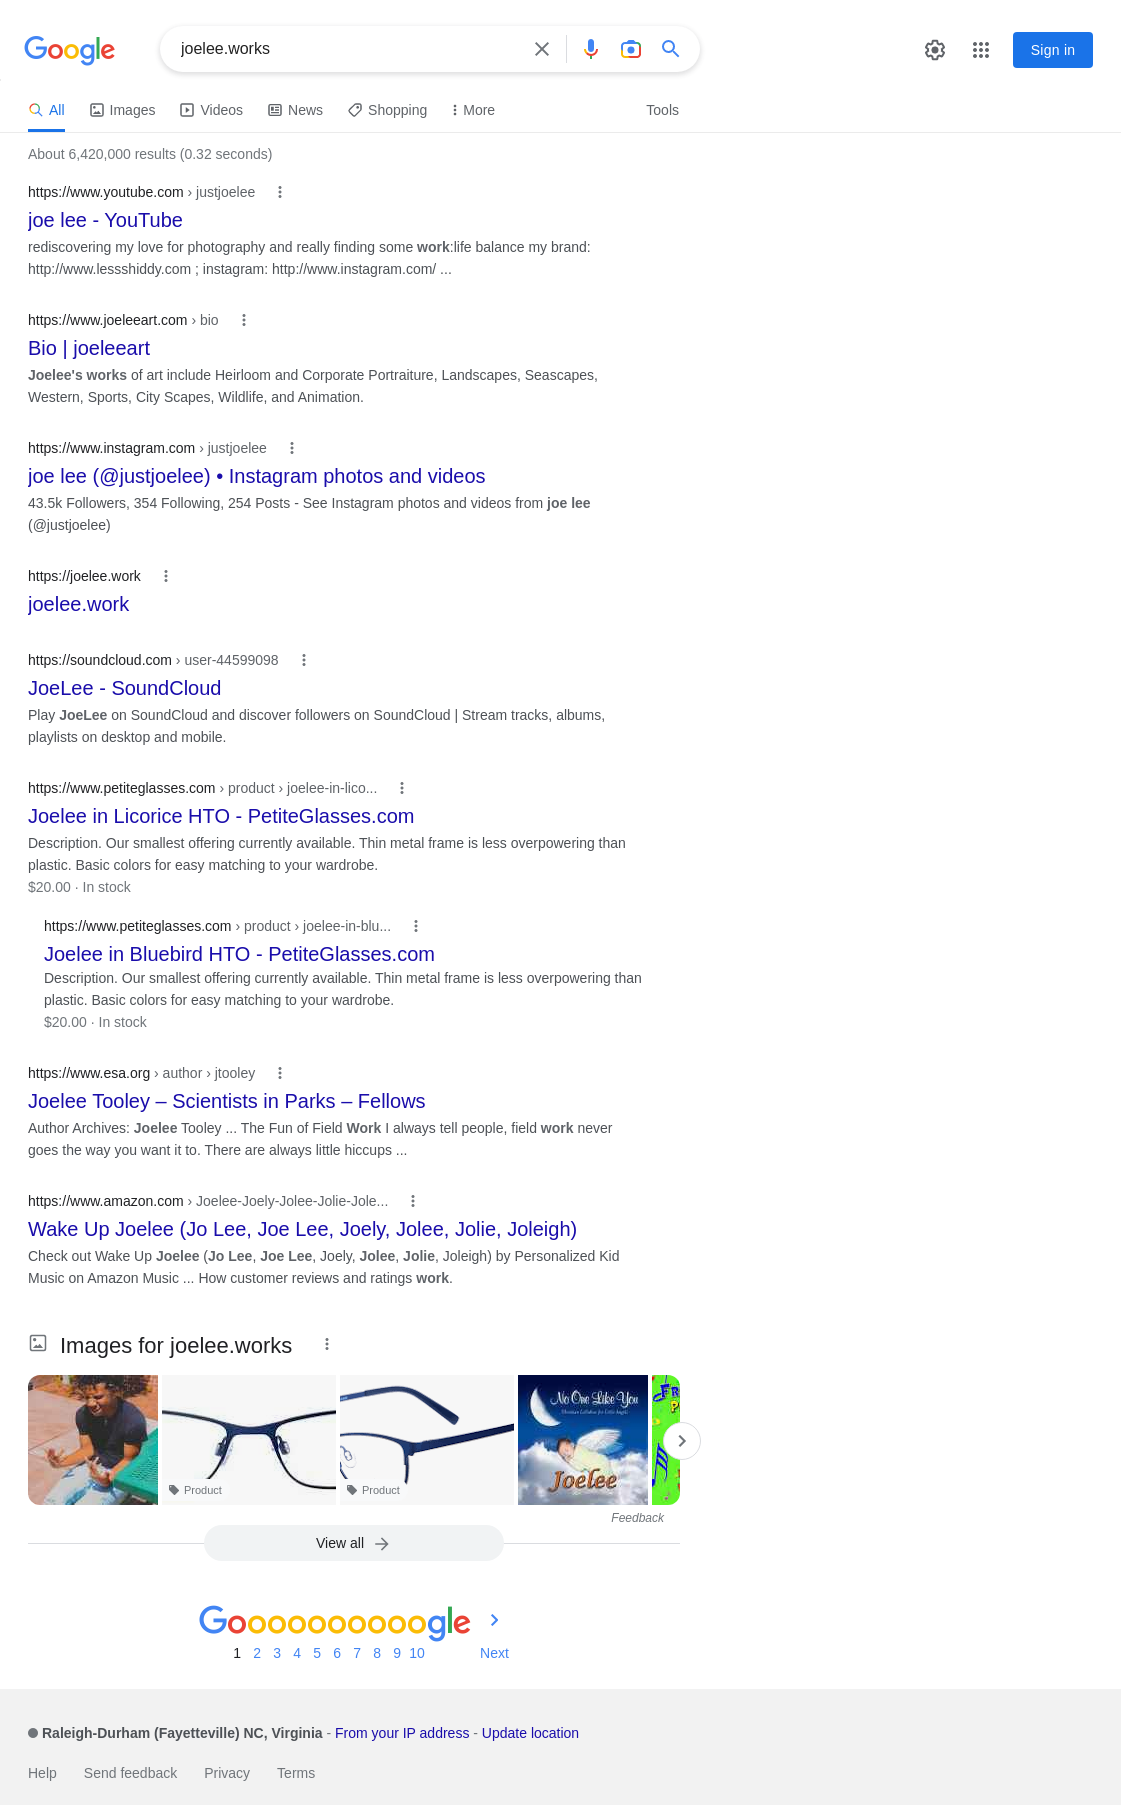 Google
joelee.works
Sign in
All Images Videos News Shopping More Tools
About 6,420,000 results (0.32 seconds)
https://www.youtube.com › justjoelee
joe lee - YouTube
rediscovering my love for photography and really finding some work:life balance my brand:
http://www.lessshiddy.com ; instagram: http://www.instagram.com/ ...
https://www.joeleeart.com › bio
Bio | joeleeart
Joelee's works of art include Heirloom and Corporate Portraiture, Landscapes, Seascapes,
Western, Sports, City Scapes, Wildlife, and Animation.
https://www.instagram.com › justjoelee
joe lee (@justjoelee) • Instagram photos and videos
43.5k Followers, 354 Following, 254 Posts - See Instagram photos and videos from joe lee
(@justjoelee)
https://joelee.work
joelee.work
https://soundcloud.com › user-44599098
JoeLee - SoundCloud
Play JoeLee on SoundCloud and discover followers on SoundCloud | Stream tracks, albums,
playlists on desktop and mobile.
https://www.petiteglasses.com › product › joelee-in-lico...
Joelee in Licorice HTO - PetiteGlasses.com
Description. Our smallest offering currently available. Thin metal frame is less overpowering than
plastic. Basic colors for easy matching to your wardrobe.
$20.00 · In stock
https://www.petiteglasses.com › product › joelee-in-blu...
Joelee in Bluebird HTO - PetiteGlasses.com
Description. Our smallest offering currently available. Thin metal frame is less overpowering than
plastic. Basic colors for easy matching to your wardrobe.
$20.00 · In stock
https://www.esa.org › author › jtooley
Joelee Tooley – Scientists in Parks – Fellows
Author Archives: Joelee Tooley ... The Fun of Field Work I always tell people, field work never
goes the way you want it to. There are always little hiccups ...
https://www.amazon.com › Joelee-Joely-Jolee-Jolie-Jole...
Wake Up Joelee (Jo Lee, Joe Lee, Joely, Jolee, Jolie, Joleigh)
Check out Wake Up Joelee (Jo Lee, Joe Lee, Joely, Jolee, Jolie, Joleigh) by Personalized Kid
Music on Amazon Music ... How customer reviews and ratings work.
Images for joelee.works
No One Like You
Joelee
Product
Product
Feedback
View all
Goooooooooogle
1 2 3 4 5 6 7 8 9 10 Next
Raleigh-Durham (Fayetteville) NC, Virginia - From your IP address - Update location
Help Send feedback Privacy Terms